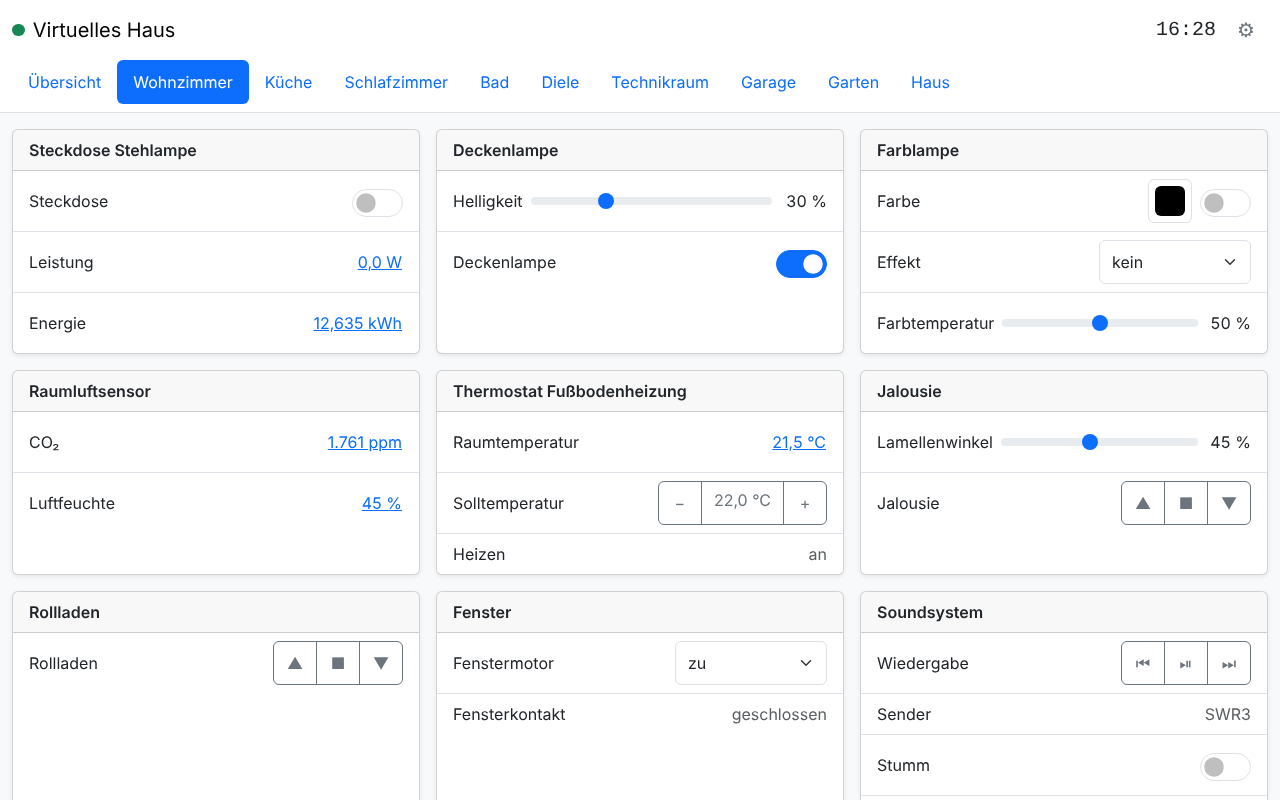 Virtuelles Haus
16:28
Übersicht Wohnzimmer Küche Schlafzimmer Bad Diele Technikraum Garage Garten Haus
Steckdose Stehlampe
Steckdose
Leistung 0,0 W
Energie 12,635 kWh
Deckenlampe
Helligkeit 30 %
Deckenlampe
Farblampe
Farbe
Effekt kein
Farbtemperatur 50 %
Raumluftsensor
CO₂ 1.761 ppm
Luftfeuchte 45 %
Thermostat Fußbodenheizung
Raumtemperatur 21,5 °C
Solltemperatur − 22,0 °C +
Heizen an
Jalousie
Lamellenwinkel 45 %
Jalousie
Rollladen
Rollladen
Fenster
Fenstermotor zu
Fensterkontakt geschlossen
Soundsystem
Wiedergabe
Sender SWR3
Stumm